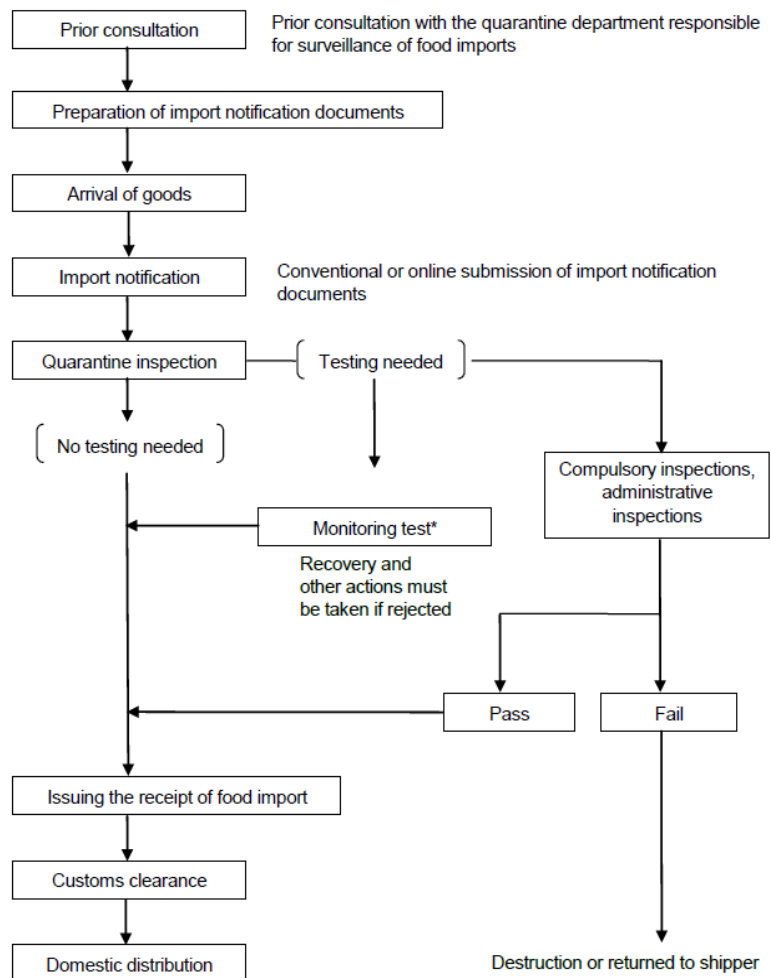 Prior consultation
Prior consultation with the quarantine department responsible
for surveillance of food imports
Preparation of import notification documents
Arrival of goods
Import notification
Conventional or online submission of import notification
documents
Quarantine inspection
Testing needed
No testing needed
Compulsory inspections,
administrative
inspections
Monitoring test*
Recovery and
other actions must
be taken if rejected
Pass
Fail
Issuing the receipt of food import
Customs clearance
Domestic distribution
Destruction or returned to shipper